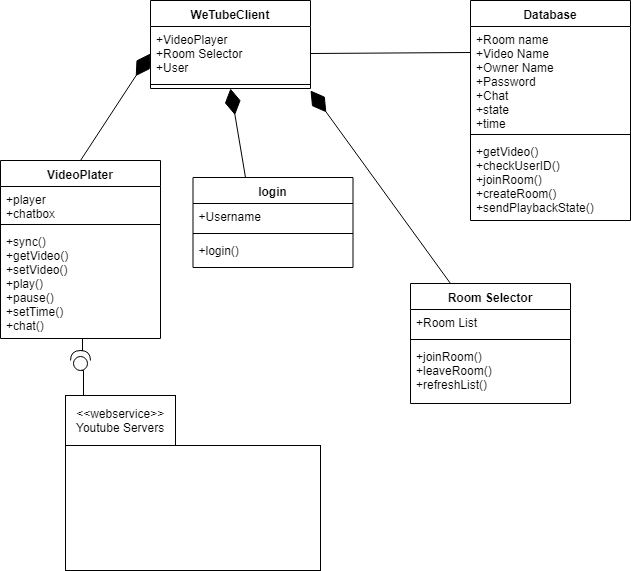 WeTubeClient
+VideoPlayer
+Room Selector
+User
Database
+Room name
+Video Name
+Owner Name
+Password
+Chat
+state
+time
+getVideo()
+checkUserID()
+joinRoom()
+createRoom()
+sendPlaybackState()
VideoPlater
+player
+chatbox
+sync()
+getVideo()
+setVideo()
+play()
+pause()
+setTime()
+chat()
login
+Username
+login()
Room Selector
+Room List
+joinRoom()
+leaveRoom()
+refreshList()
<<webservice>>
Youtube Servers